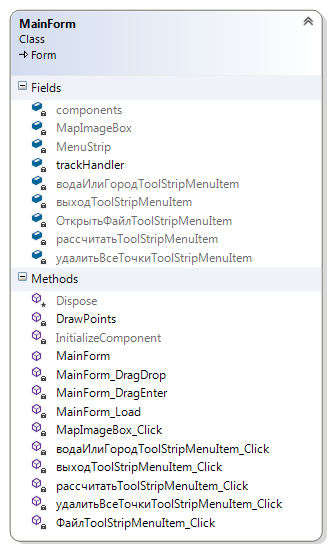 MainForm
Class
Form
Fields
components
MapImageBox
MenuStrip
trackHandler
водаИлиГородToolStripMenuItem
выходToolStripMenuItem
ОткрытьФайлToolStripMenuItem
рассчитатьToolStripMenuItem
удалитьВсеТочкиToolStripMenuItem
Methods
Dispose
DrawPoints
InitializeComponent
MainForm
MainForm_DragDrop
MainForm_DragEnter
MainForm_Load
MapImageBox_Click
водаИлиГородToolStripMenuItem_Click
выходToolStripMenuItem_Click
рассчитатьToolStripMenuItem_Click
удалитьВсеТочкиToolStripMenuItem_Click
ФайлToolStripMenuItem_Click